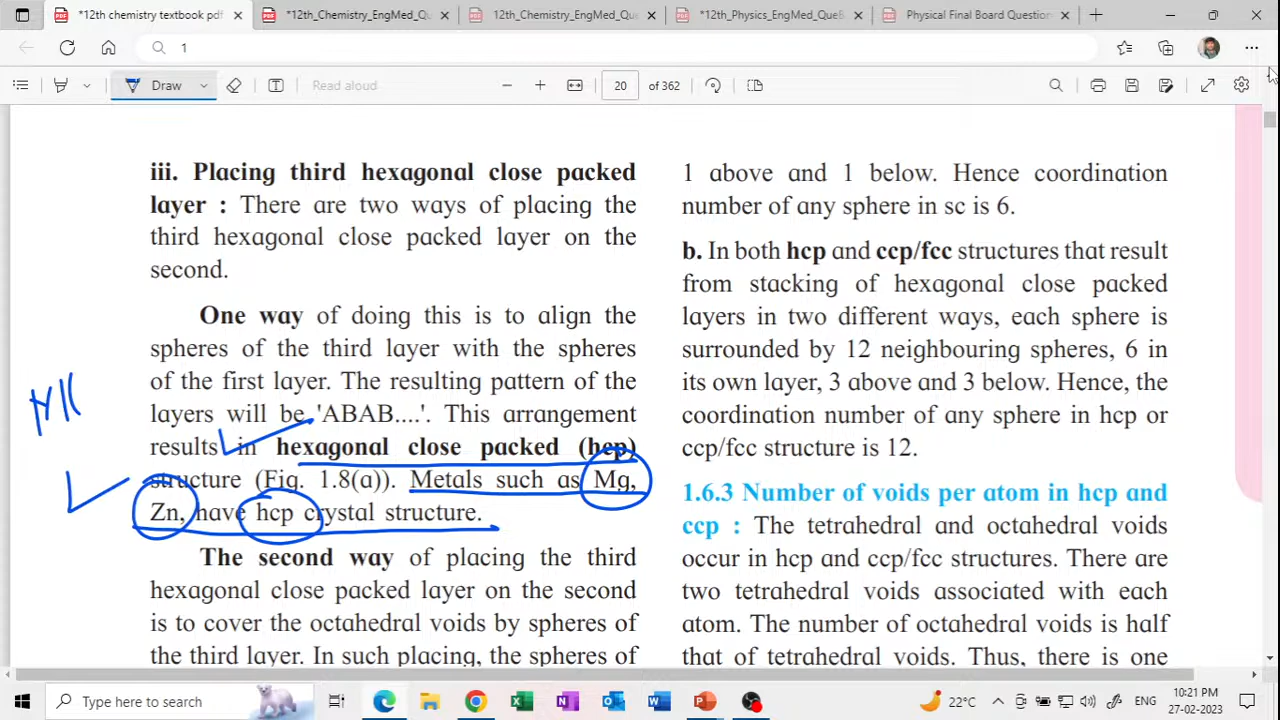 *12th chemistry textbook pdf
*12th_Chemistry_EngMed_Qu
*12th_Chemistry_EngMed_Que
*12th_Physics_EngMed_QueB
Physical Final Board Question
1
Draw
Read aloud
20 of 362
iii. Placing third hexagonal close packed
layer : There are two ways of placing the
third hexagonal close packed layer on the
second.
One way of doing this is to align the
spheres of the third layer with the spheres
of the first layer. The resulting pattern of the
layers will be 'ABAB....'. This arrangement
results in hexagonal close packed (hcp)
structure (Fig. 1.8(a)). Metals such as Mg,
Zn, have hcp crystal structure.
The second way of placing the third
hexagonal close packed layer on the second
is to cover the octahedral voids by spheres of
the third layer. In such placing, the spheres of
1 above and 1 below. Hence coordination
number of any sphere in sc is 6.
b. In both hcp and ccp/fcc structures that result
from stacking of hexagonal close packed
layers in two different ways, each sphere is
surrounded by 12 neighbouring spheres, 6 in
its own layer, 3 above and 3 below. Hence, the
coordination number of any sphere in hcp or
ccp/fcc structure is 12.
1.6.3 Number of voids per atom in hcp and
ccp : The tetrahedral and octahedral voids
occur in hcp and ccp/fcc structures. There are
two tetrahedral voids associated with each
atom. The number of octahedral voids is half
that of tetrahedral voids. Thus, there is one
Type here to search
22°C
ENG
10:21 PM
27-02-2023